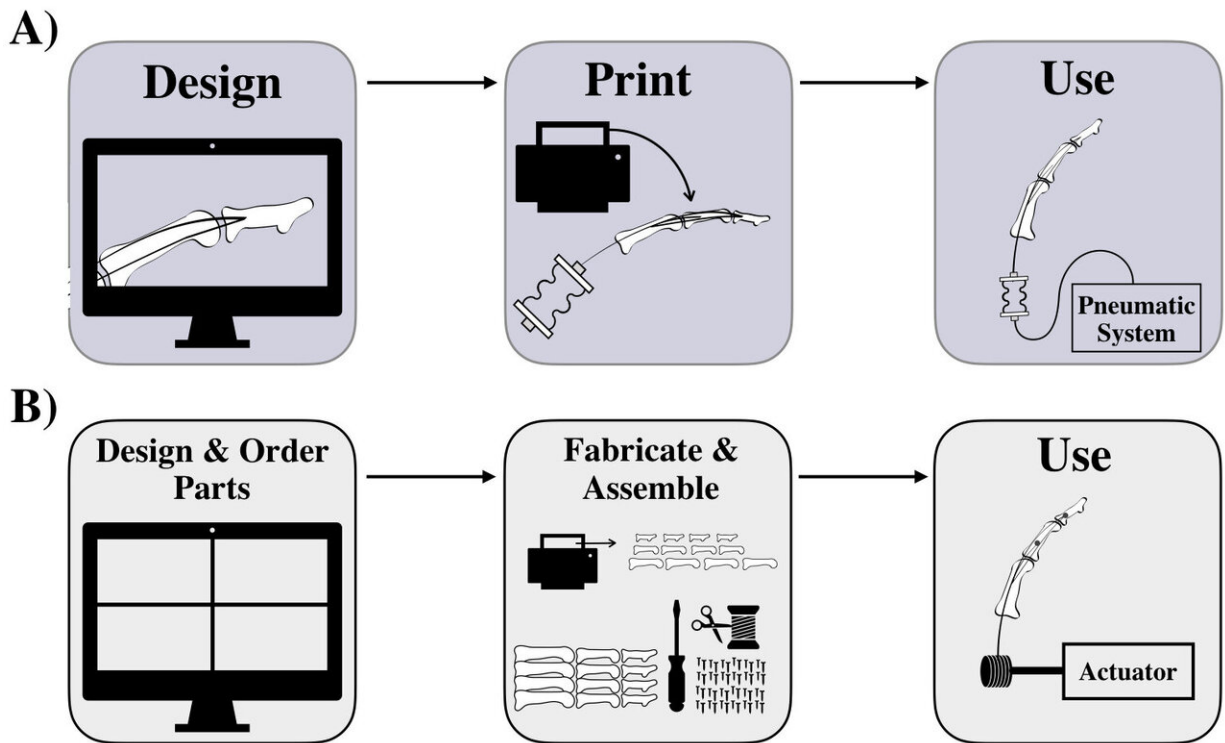 A)
Design
Print
Use
Pneumatic
System
B)
Design & Order
Parts
Fabricate &
Assemble
Use
Actuator